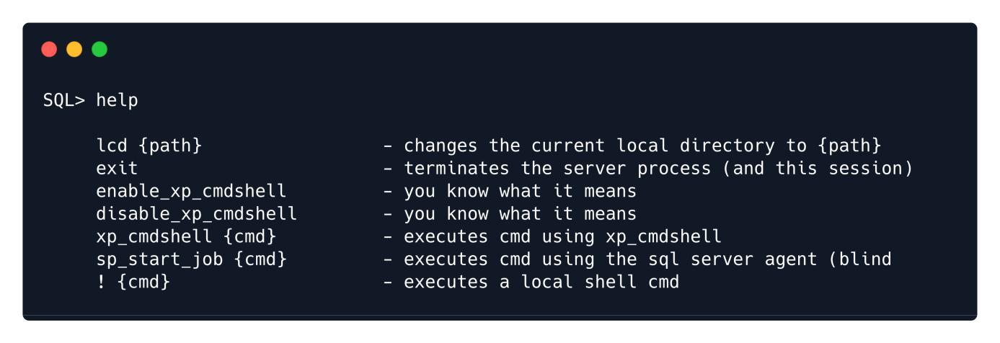 SQL> help
lcd {path} - changes the current local directory to {path}
exit - terminates the server process (and this session)
enable_xp_cmdshell - you know what it means
disable_xp_cmdshell - you know what it means
xp_cmdshell {cmd} - executes cmd using xp_cmdshell
sp_start_job {cmd} - executes cmd using the sql server agent (blind
! {cmd} - executes a local shell cmd